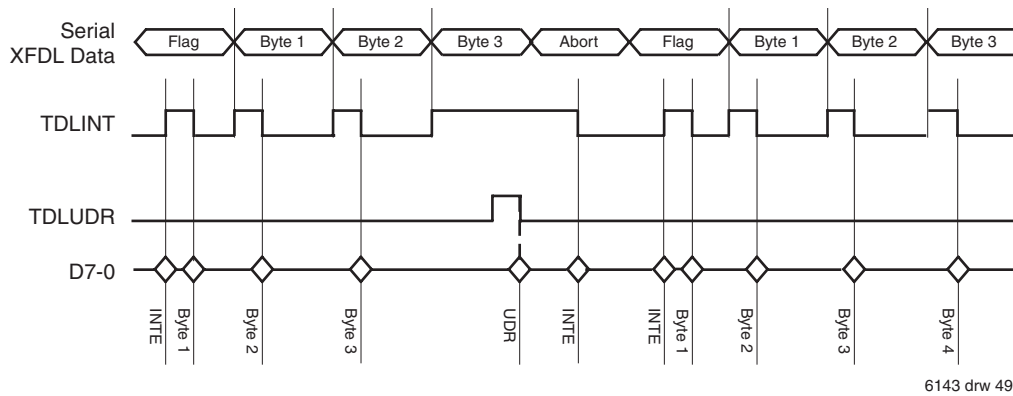 Serial
XFDL Data
Flag Byte 1 Byte 2 Byte 3 Abort Flag Byte 1 Byte 2 Byte 3
TDLINT
TDLUDR
D7-0
INTE
Byte 1
Byte 2
Byte 3
UDR
INTE
INTE
Byte 1
Byte 2
Byte 3
Byte 4
6143 drw 49